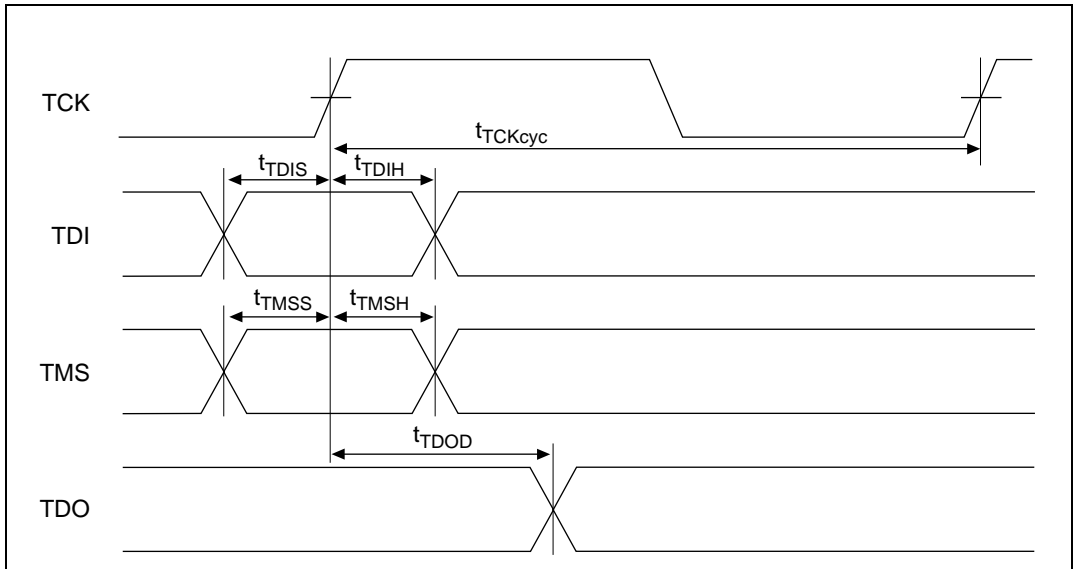 TCK
tTCKcyc
tTDIS tTDIH
TDI
tTMSS tTMSH
TMS
tTDOD
TDO